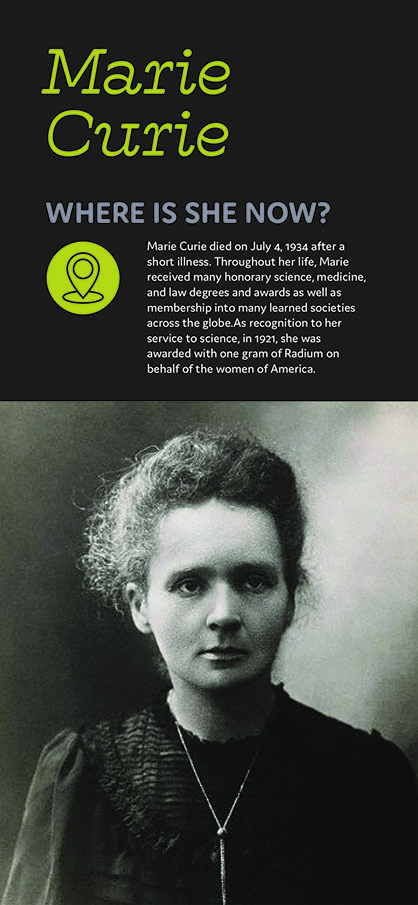 Marie
Curie
WHERE IS SHE NOW?
Marie Curie died on July 4, 1934 after a
short illness. Throughout her life, Marie
received many honorary science, medicine,
and law degrees and awards as well as
membership into many learned societies
across the globe.As recognition to her
service to science, in 1921, she was
awarded with one gram of Radium on
behalf of the women of America.